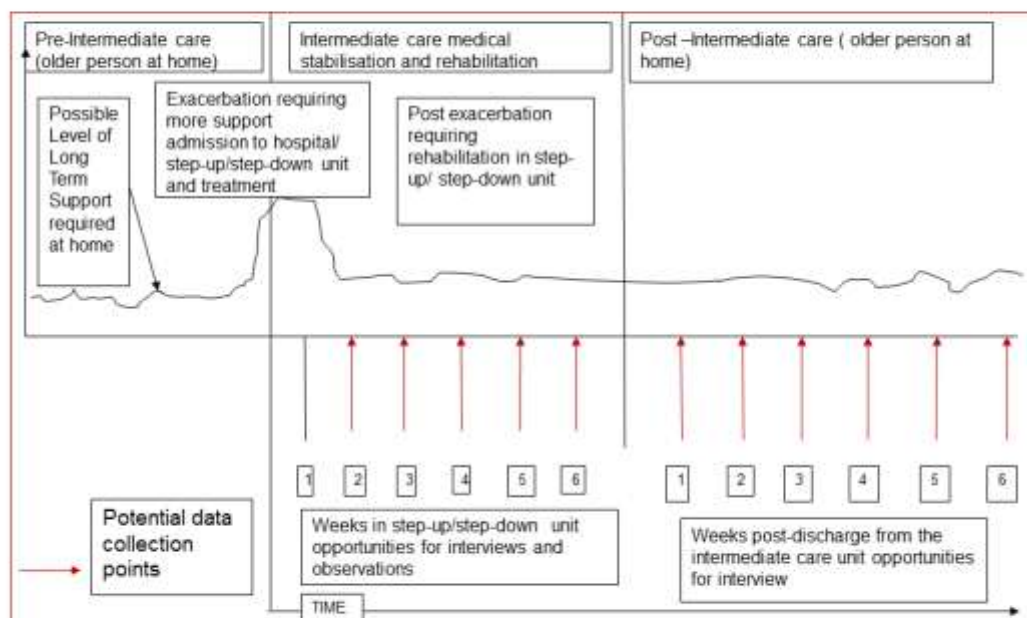 Pre-Intermediate care
(older person at home)
Intermediate care medical
stabilisation and rehabilitation
Post –Intermediate care ( older person at
home)
Possible
Level of
Long
Term
Support
required
at home
Exacerbation requiring
more support
admission to hospital/
step-up/step-down unit
and treatment
Post exacerbation
requiring
rehabilitation in step-
up/ step-down unit
1
2
3
4
5
6
1
2
3
4
5
6
Potential data
collection
points
Weeks in step-up/step-down unit
opportunities for interviews and
observations
Weeks post-discharge from the
intermediate care unit opportunities
for interview
TIME